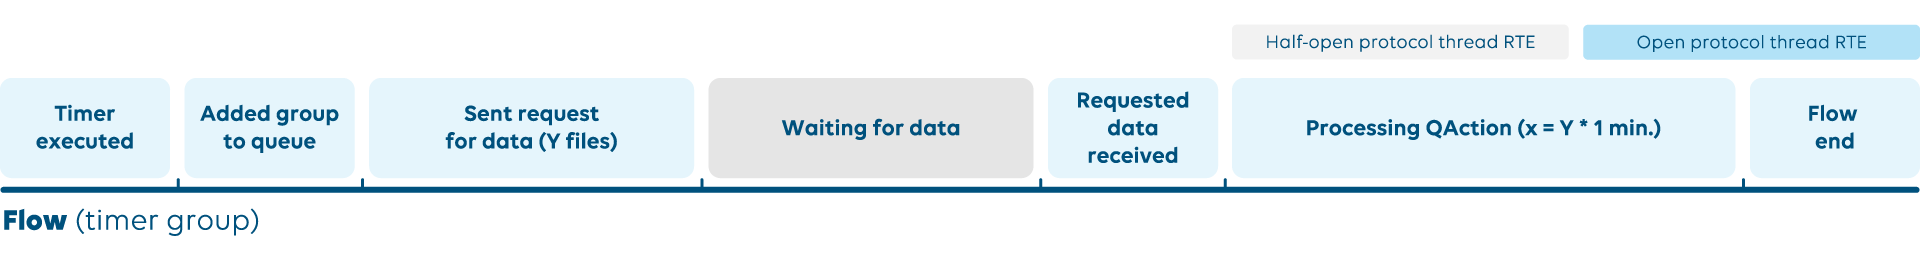 Half-open protocol thread RTE
Open protocol thread RTE
Timer
executed
Added group
to queue
Sent request
for data (Y files)
Waiting for data
Requested
data
received
Processing QAction (x = Y * 1 min.)
Flow
end
Flow (timer group)